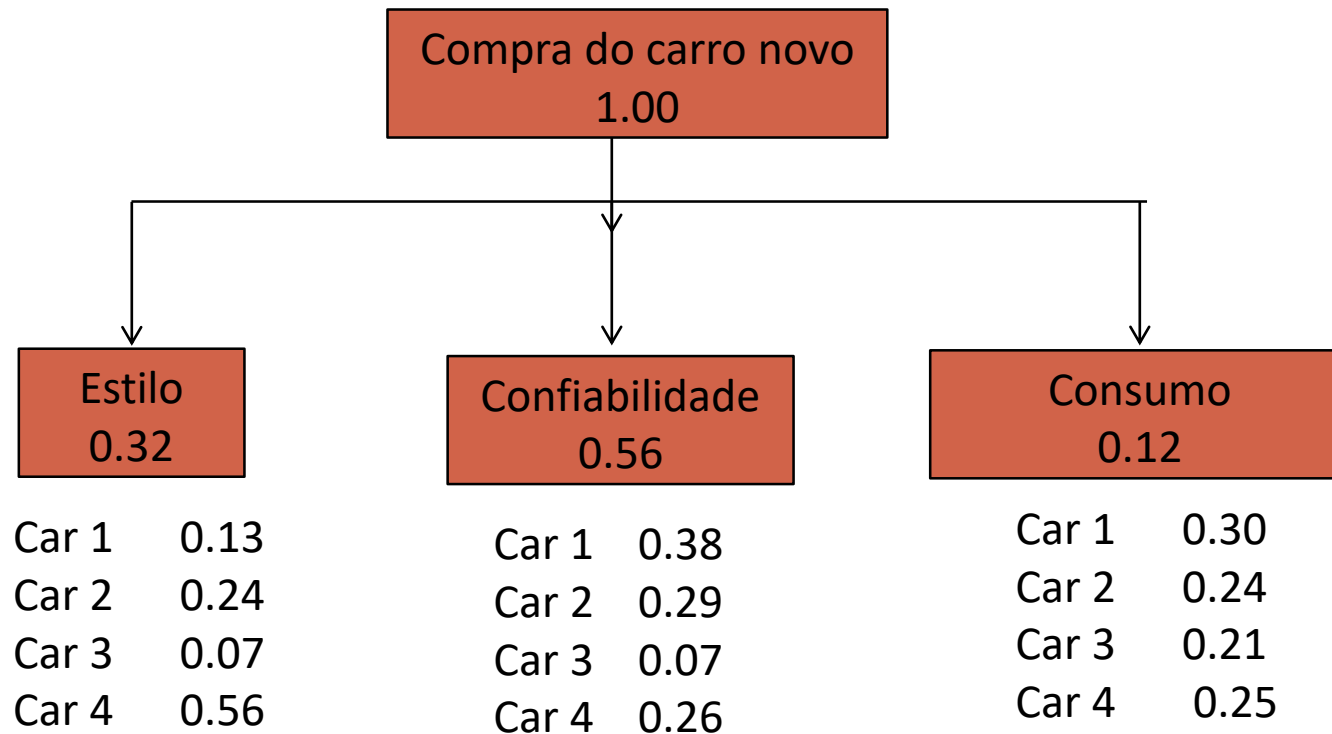 Compra do carro novo
1.00
Estilo
0.32
Confiabilidade
0.56
Consumo
0.12
Car 1 0.13
Car 2 0.24
Car 3 0.07
Car 4 0.56
Car 1 0.38
Car 2 0.29
Car 3 0.07
Car 4 0.26
Car 1 0.30
Car 2 0.24
Car 3 0.21
Car 4 0.25